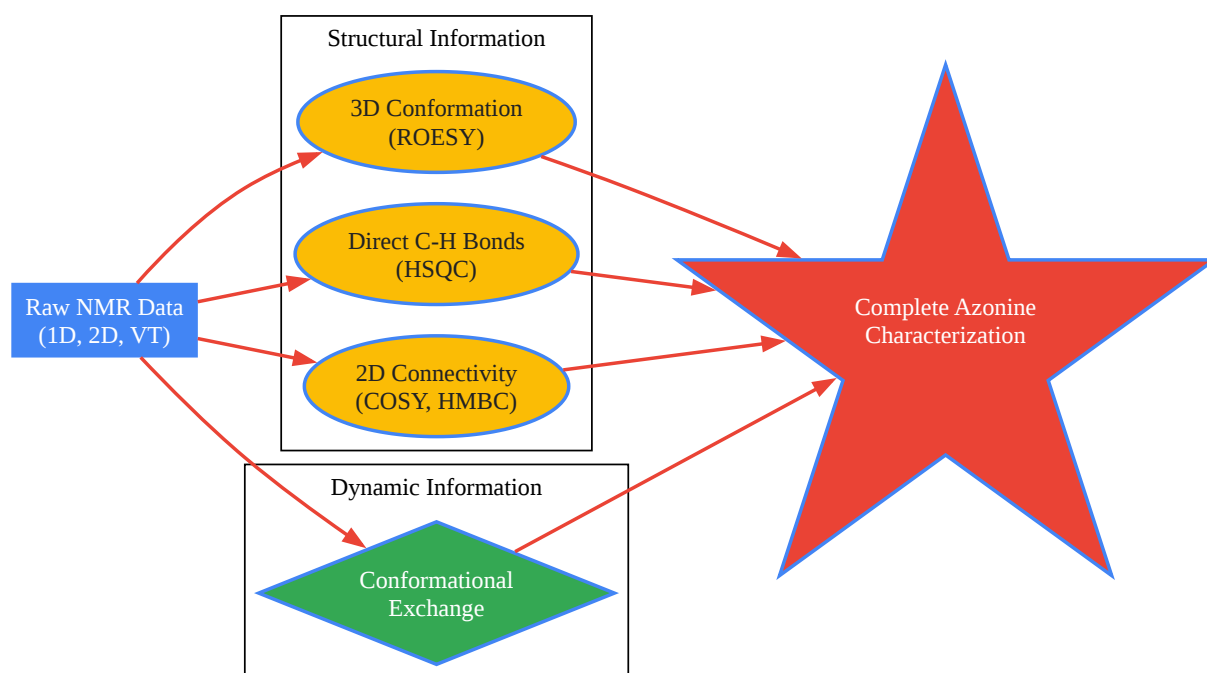 Structural Information
3D Conformation
(ROESY)
Direct C-H Bonds
(HSQC)
2D Connectivity
(COSY, HMBC)
Raw NMR Data
(1D, 2D, VT)
Dynamic Information
Conformational
Exchange
Complete Azonine
Characterization